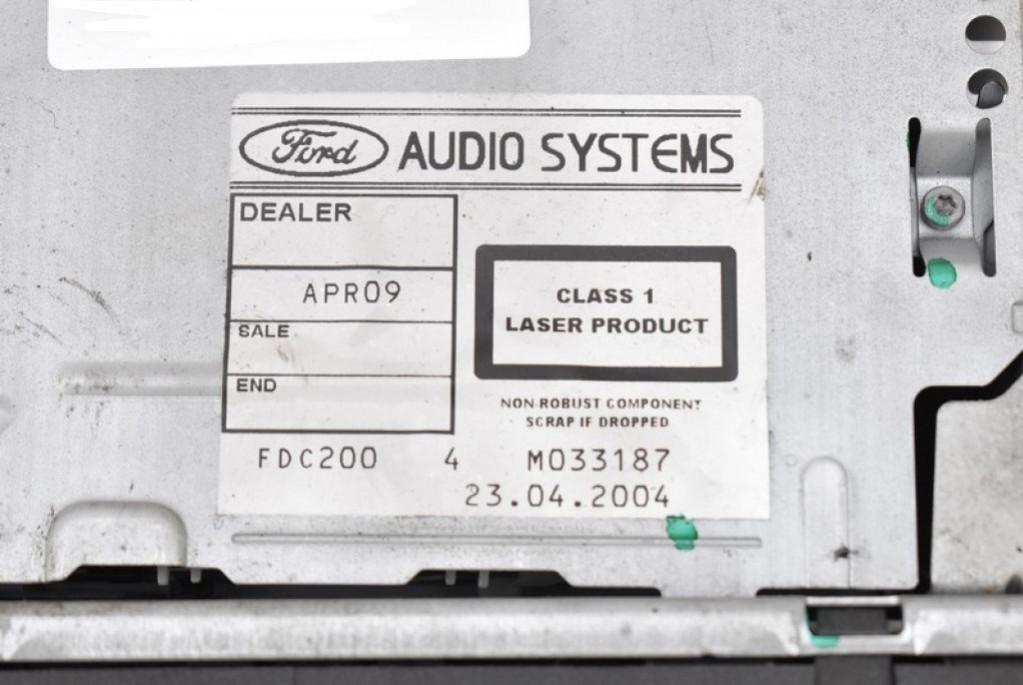 Ford AUDIO SYSTEMS
DEALER
APR09
SALE
END
CLASS 1
LASER PRODUCT
NON-ROBUST COMPONENT
SCRAP IF DROPPED
FDC200 4 M033187
23.04.2004